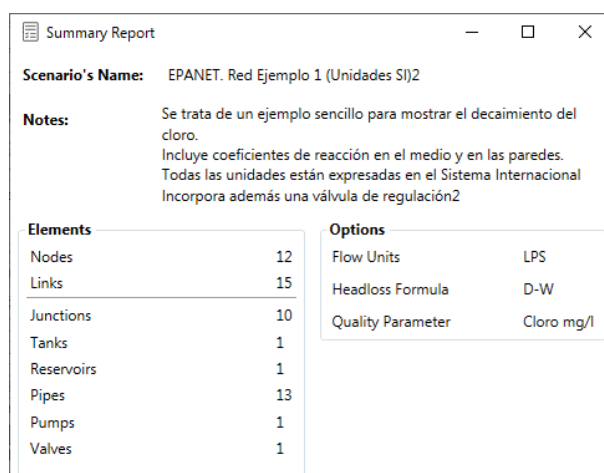 Summary Report
Scenario's Name: EPANET. Red Ejemplo 1 (Unidades SI)2
Notes: Se trata de un ejemplo sencillo para mostrar el decaimiento del
cloro.
Incluye coeficientes de reacción en el medio y en las paredes.
Todas las unidades están expresadas en el Sistema Internacional
Incorpora además una válvula de regulación2
Elements
Nodes 12
Links 15
Junctions 10
Tanks 1
Reservoirs 1
Pipes 13
Pumps 1
Valves 1
Options
Flow Units LPS
Headloss Formula D-W
Quality Parameter Cloro mg/l